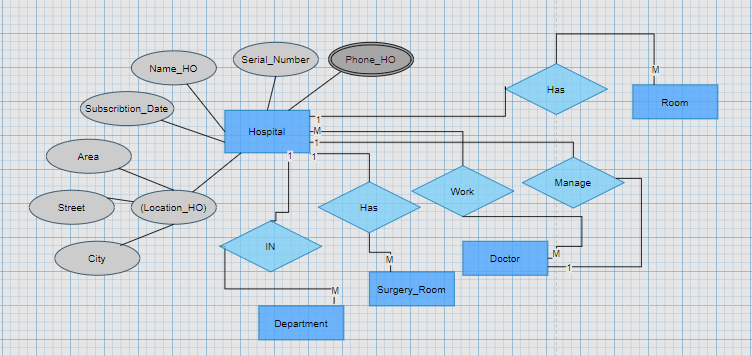 Serial_Number
Phone_HO
Name_HO
M
Has
Room
Subscribtion_Date
1
Hospital
M
1
1
1
Area
Manage
Work
Street
(Location_HO)
Has
IN
City
M
Doctor
M
1
Surgery_Room
M
Department